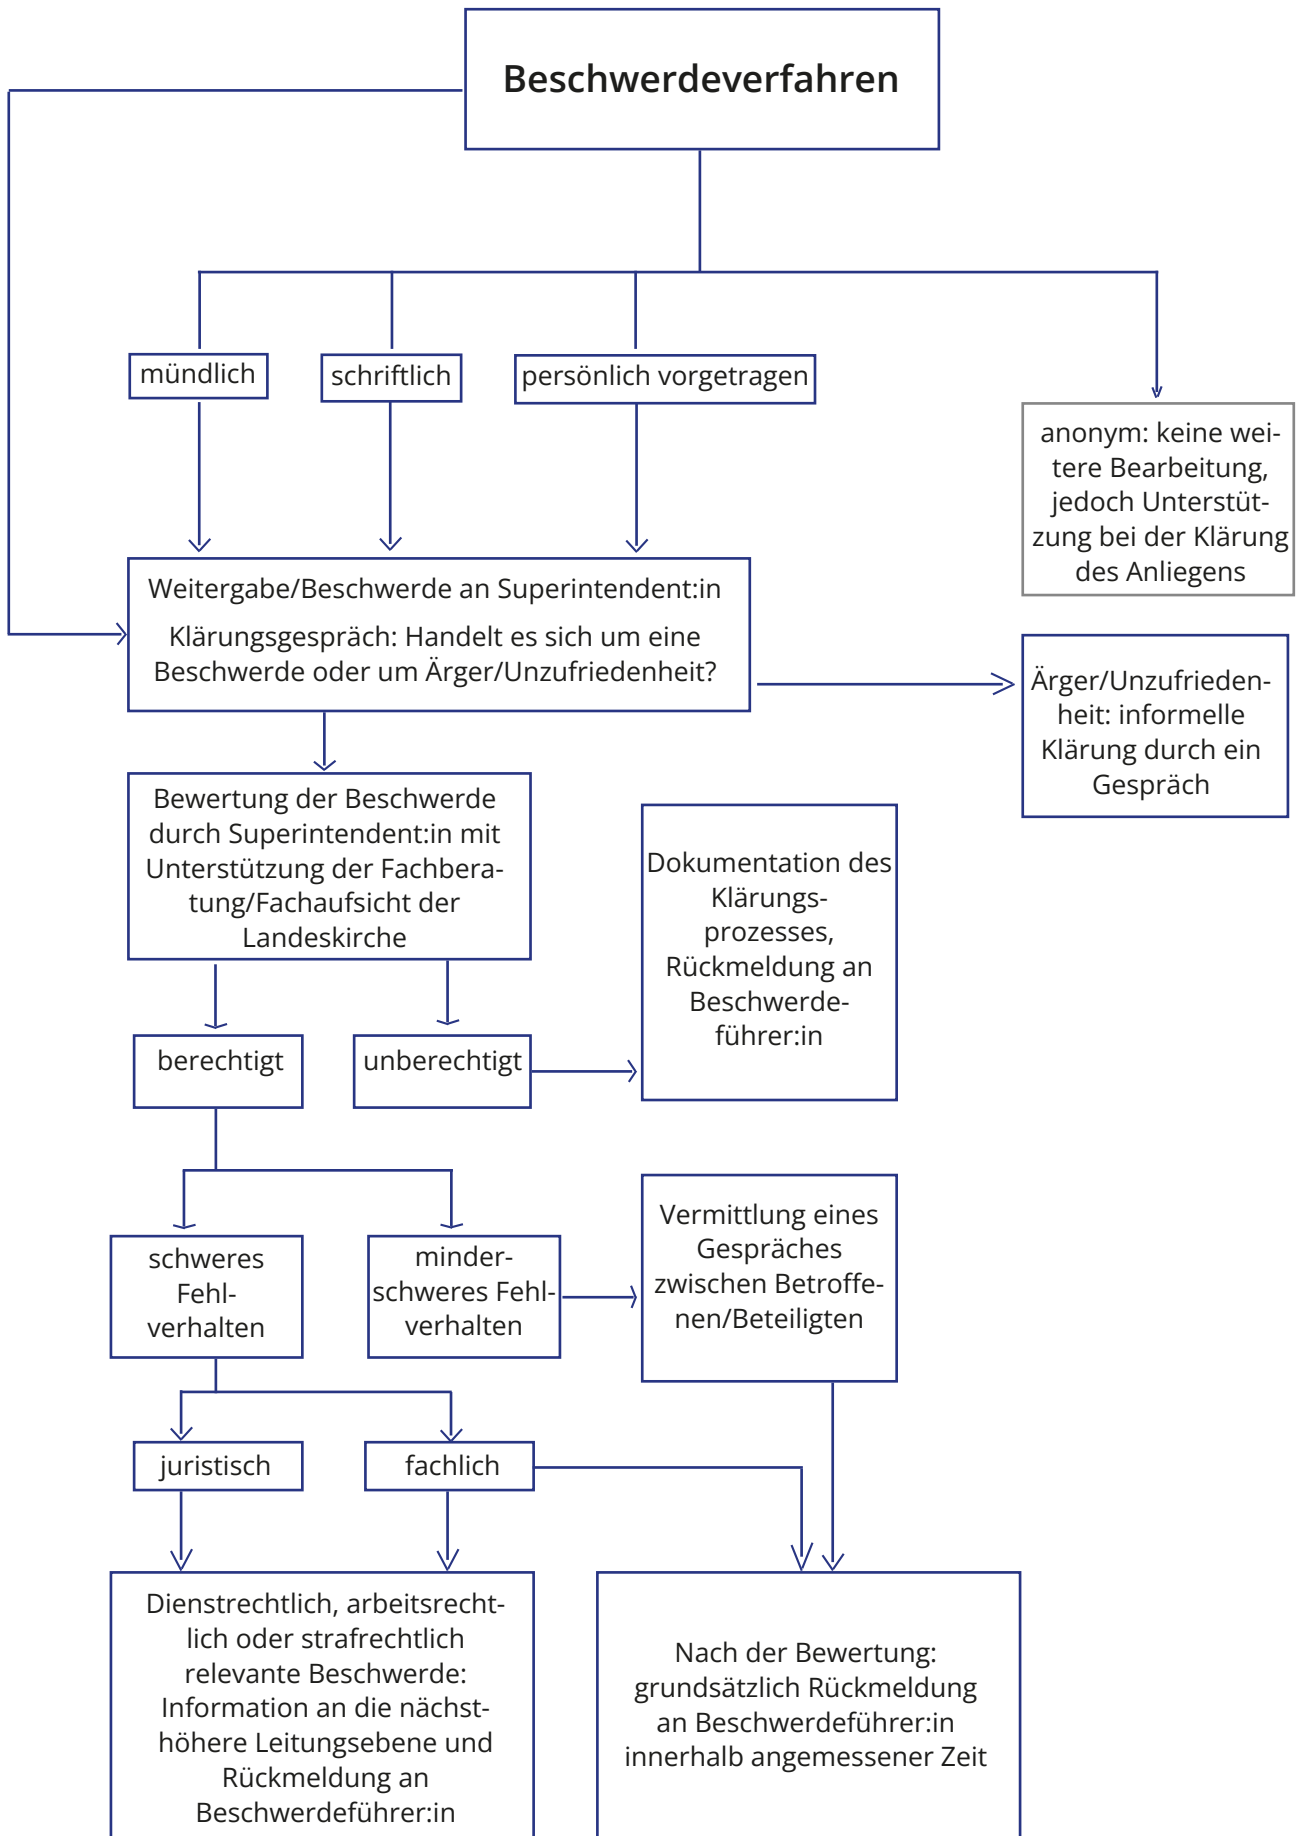 Beschwerdeverfahren
mündlich
schriftlich
persönlich vorgetragen
anonym: keine wei-
tere Bearbeitung,
jedoch Unterstüt-
zung bei der Klärung
des Anliegens
Weitergabe/Beschwerde an Superintendent:in
Klärungsgespräch: Handelt es sich um eine
Beschwerde oder um Ärger/Unzufriedenheit?
Ärger/Unzufrieden-
heit: informelle
Klärung durch ein
Gespräch
Bewertung der Beschwerde
durch Superintendent:in mit
Unterstützung der Fachbera-
tung/Fachaufsicht der
Landeskirche
Dokumentation des
Klärungs-
prozesses,
Rückmeldung an
Beschwerde-
führer:in
berechtigt
unberechtigt
schweres
Fehl-
verhalten
minder-
schweres Fehl-
verhalten
Vermittlung eines
Gespräches
zwischen Betroffe-
nen/Beteiligten
juristisch
fachlich
Dienstrechtlich, arbeitsrecht-
lich oder strafrechtlich
relevante Beschwerde:
Information an die nächst-
höhere Leitungsebene und
Rückmeldung an
Beschwerdeführer:in
Nach der Bewertung:
grundsätzlich Rückmeldung
an Beschwerdeführer:in
innerhalb angemessener Zeit